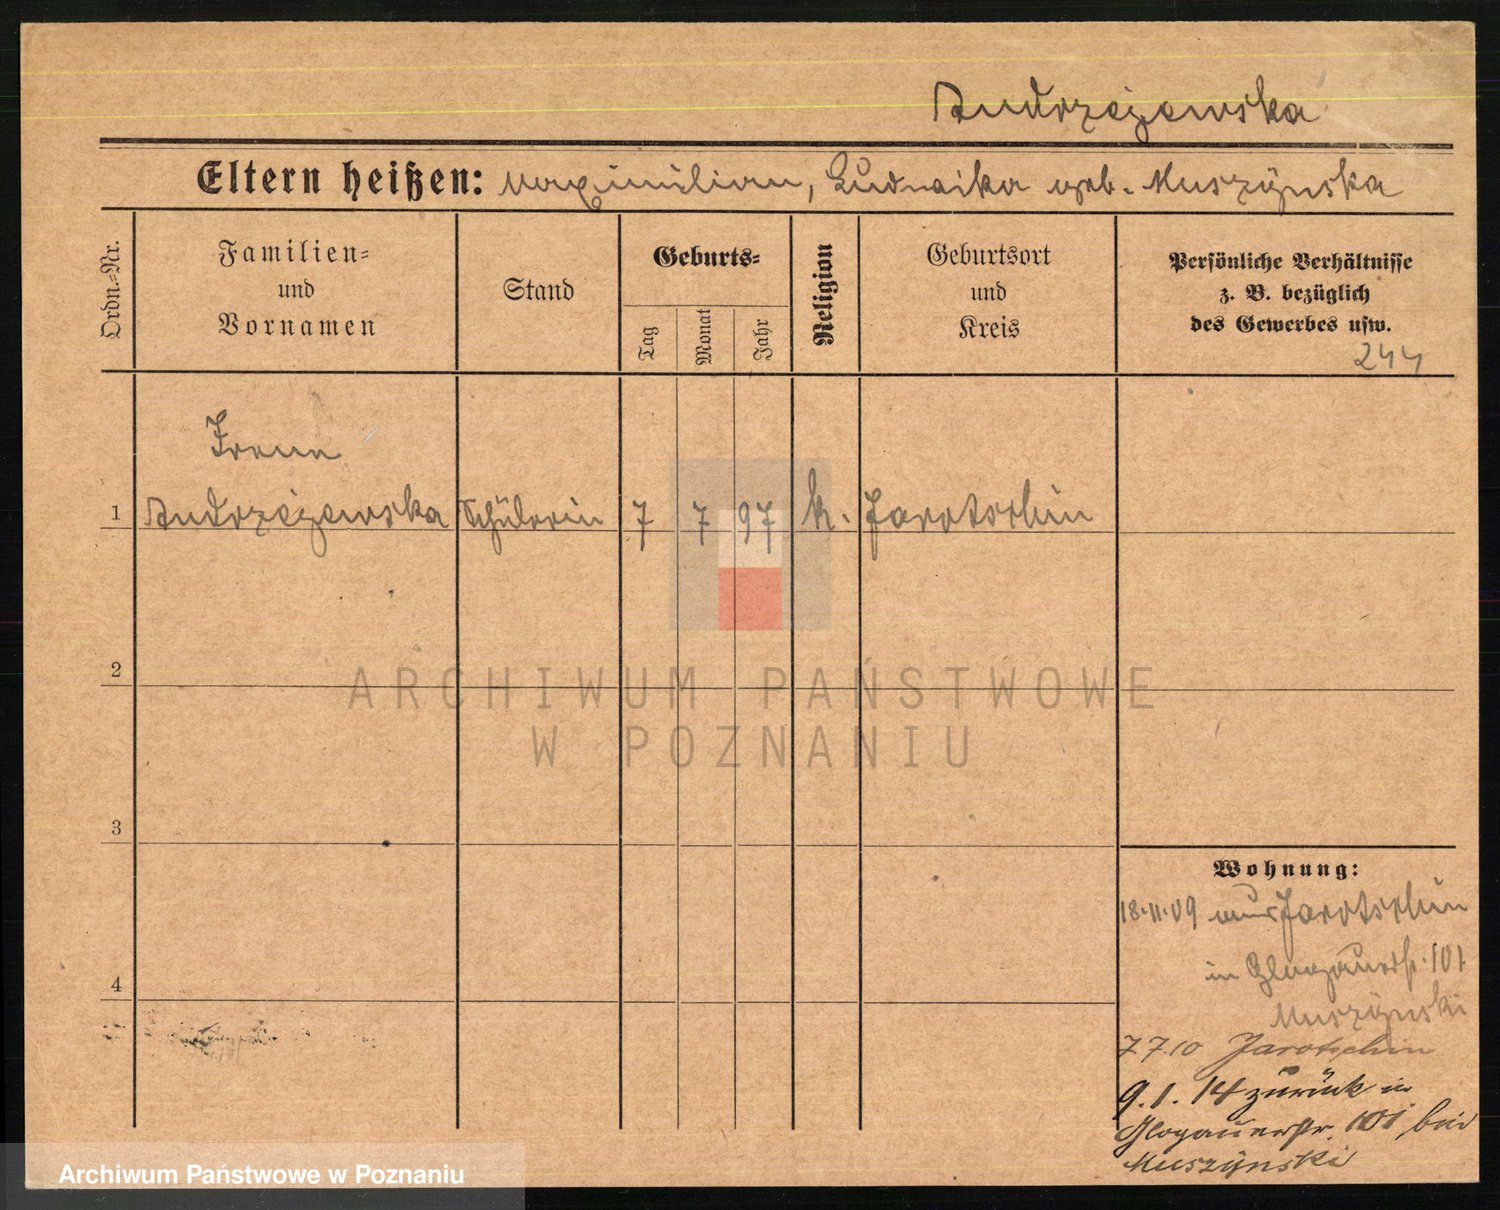 Andrzejewska
Eltern heißen: Maximilian, Ludwika geb. Muszyńska
Ordn.-Nr.
Familien-
und
Vornamen
Stand
Geburts-
Tag
Monat
Jahr
Religion
Geburtsort
und
Kreis
Persönliche Verhältnisse
z. B. bezüglich
des Gewerbes usw.
244
Irene
1 Andrzejewska Schülerin 7 7 97 k. Jarotschin
2
ARCHIWUM PAŃSTWOWE
W POZNANIU
3
Wohnung:
18.11.09 aus Jarotschin
in Glogauerstr. 101
Muszyński
4
7.7.10 Jarotschin
9.1.14 zurück in
Glogauerstr. 101 bei
Muszyński
Archiwum Państwowe w Poznaniu